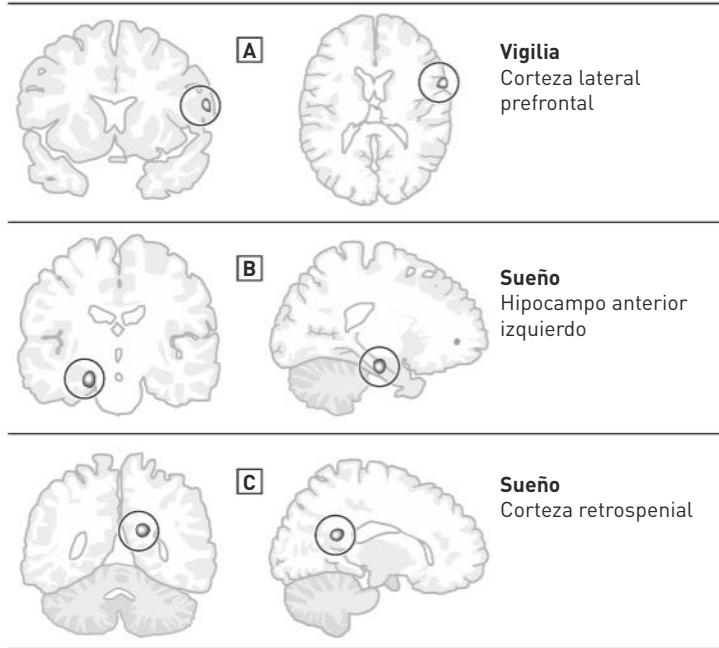 A
Vigilia
Corteza lateral
prefrontal
B
Sueño
Hipocampo anterior
izquierdo
C
Sueño
Corteza retrospenial